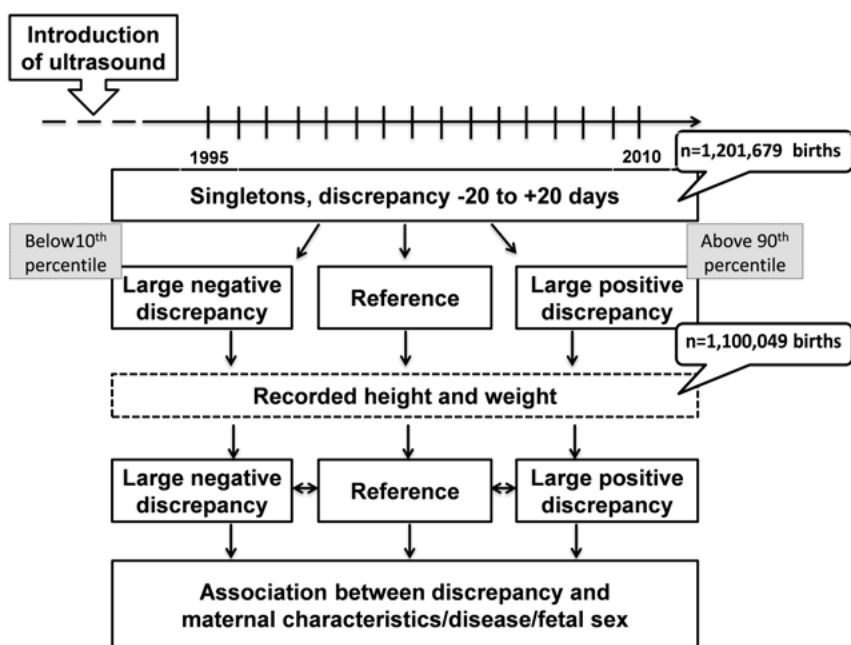 Introduction
of ultrasound
1995
2010
n=1,201,679 births
Singletons, discrepancy -20 to +20 days
Below10th
percentile
Above 90th
percentile
Large negative
discrepancy
Reference
Large positive
discrepancy
n=1,100,049 births
Recorded height and weight
Large negative
discrepancy
Reference
Large positive
discrepancy
Association between discrepancy and
maternal characteristics/disease/fetal sex